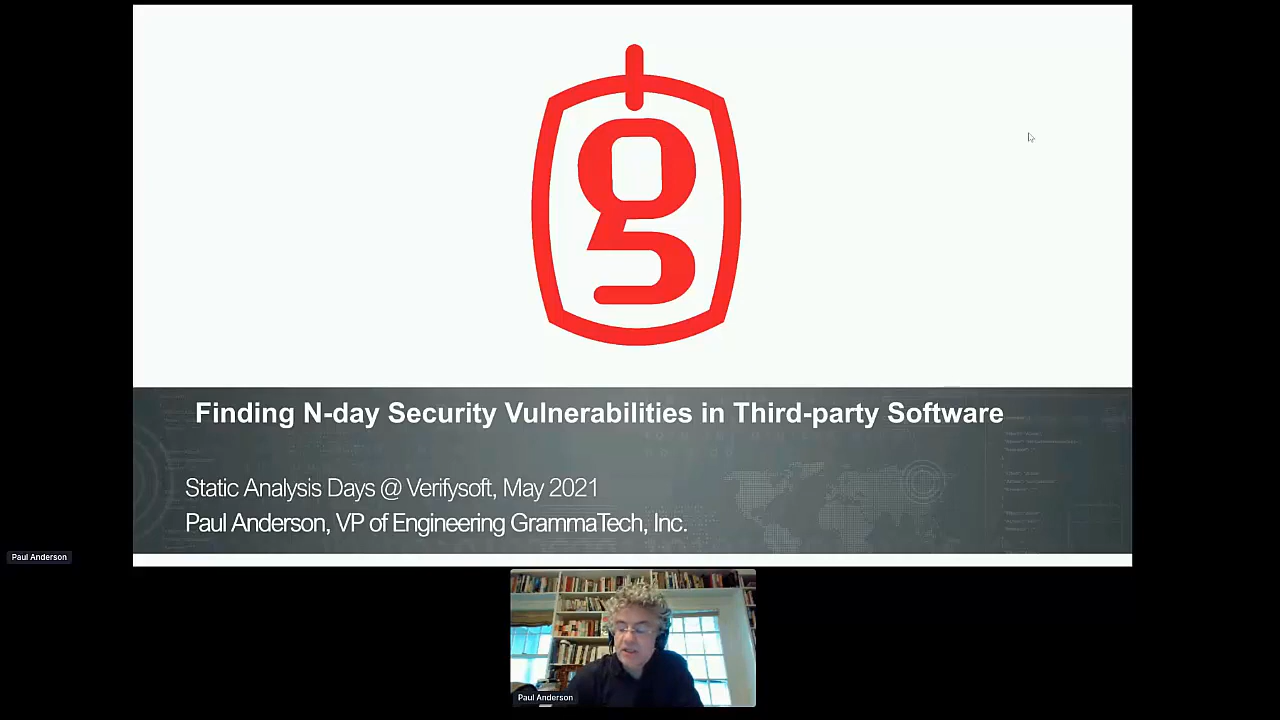 g
Finding N-day Security Vulnerabilities in Third-party Software
Static Analysis Days @ Verifysoft, May 2021
Paul Anderson, VP of Engineering GrammaTech, Inc.
Paul Anderson
Paul Anderson